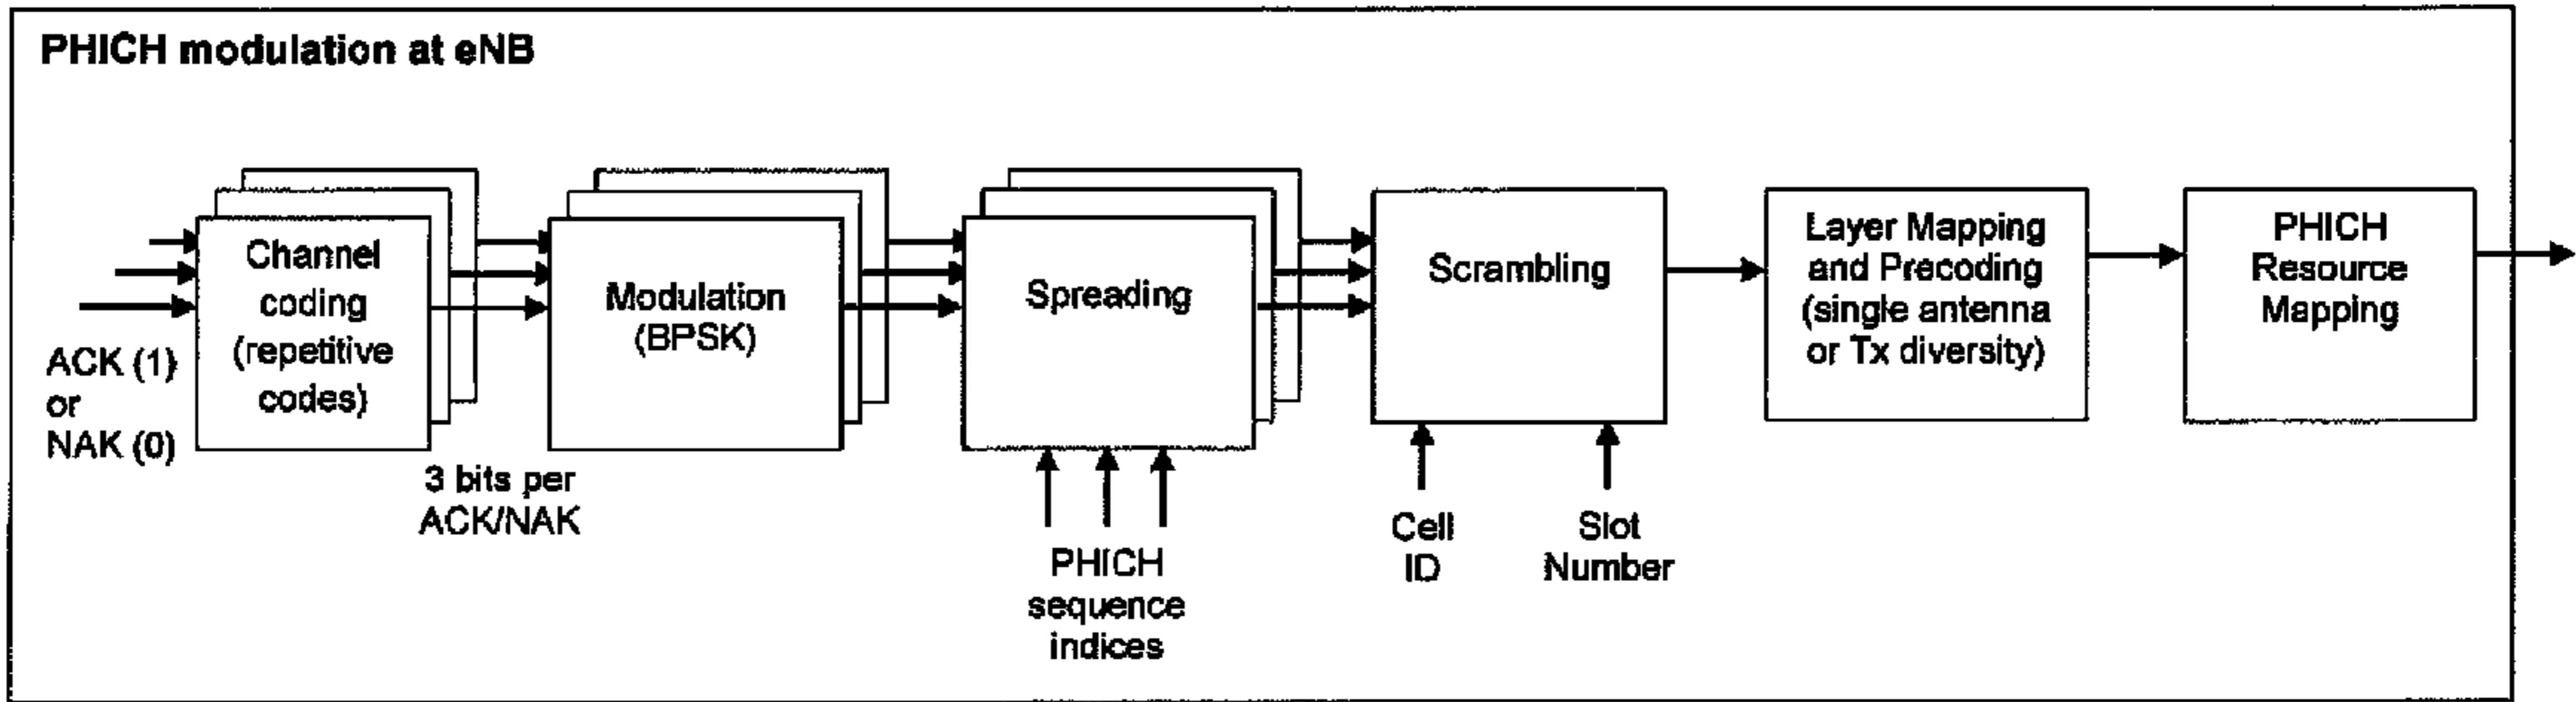 PHICH modulation at eNB
Channel
coding
(repetitive
codes)
ACK (1)
or
NAK (0)
3 bits per
ACK/NAK
Modulation
(BPSK)
Spreading
PHICH
sequence
indices
Scrambling
Cell
ID
Slot
Number
Layer Mapping
and Precoding
(single antenna
or Tx diversity)
PHICH
Resource
Mapping